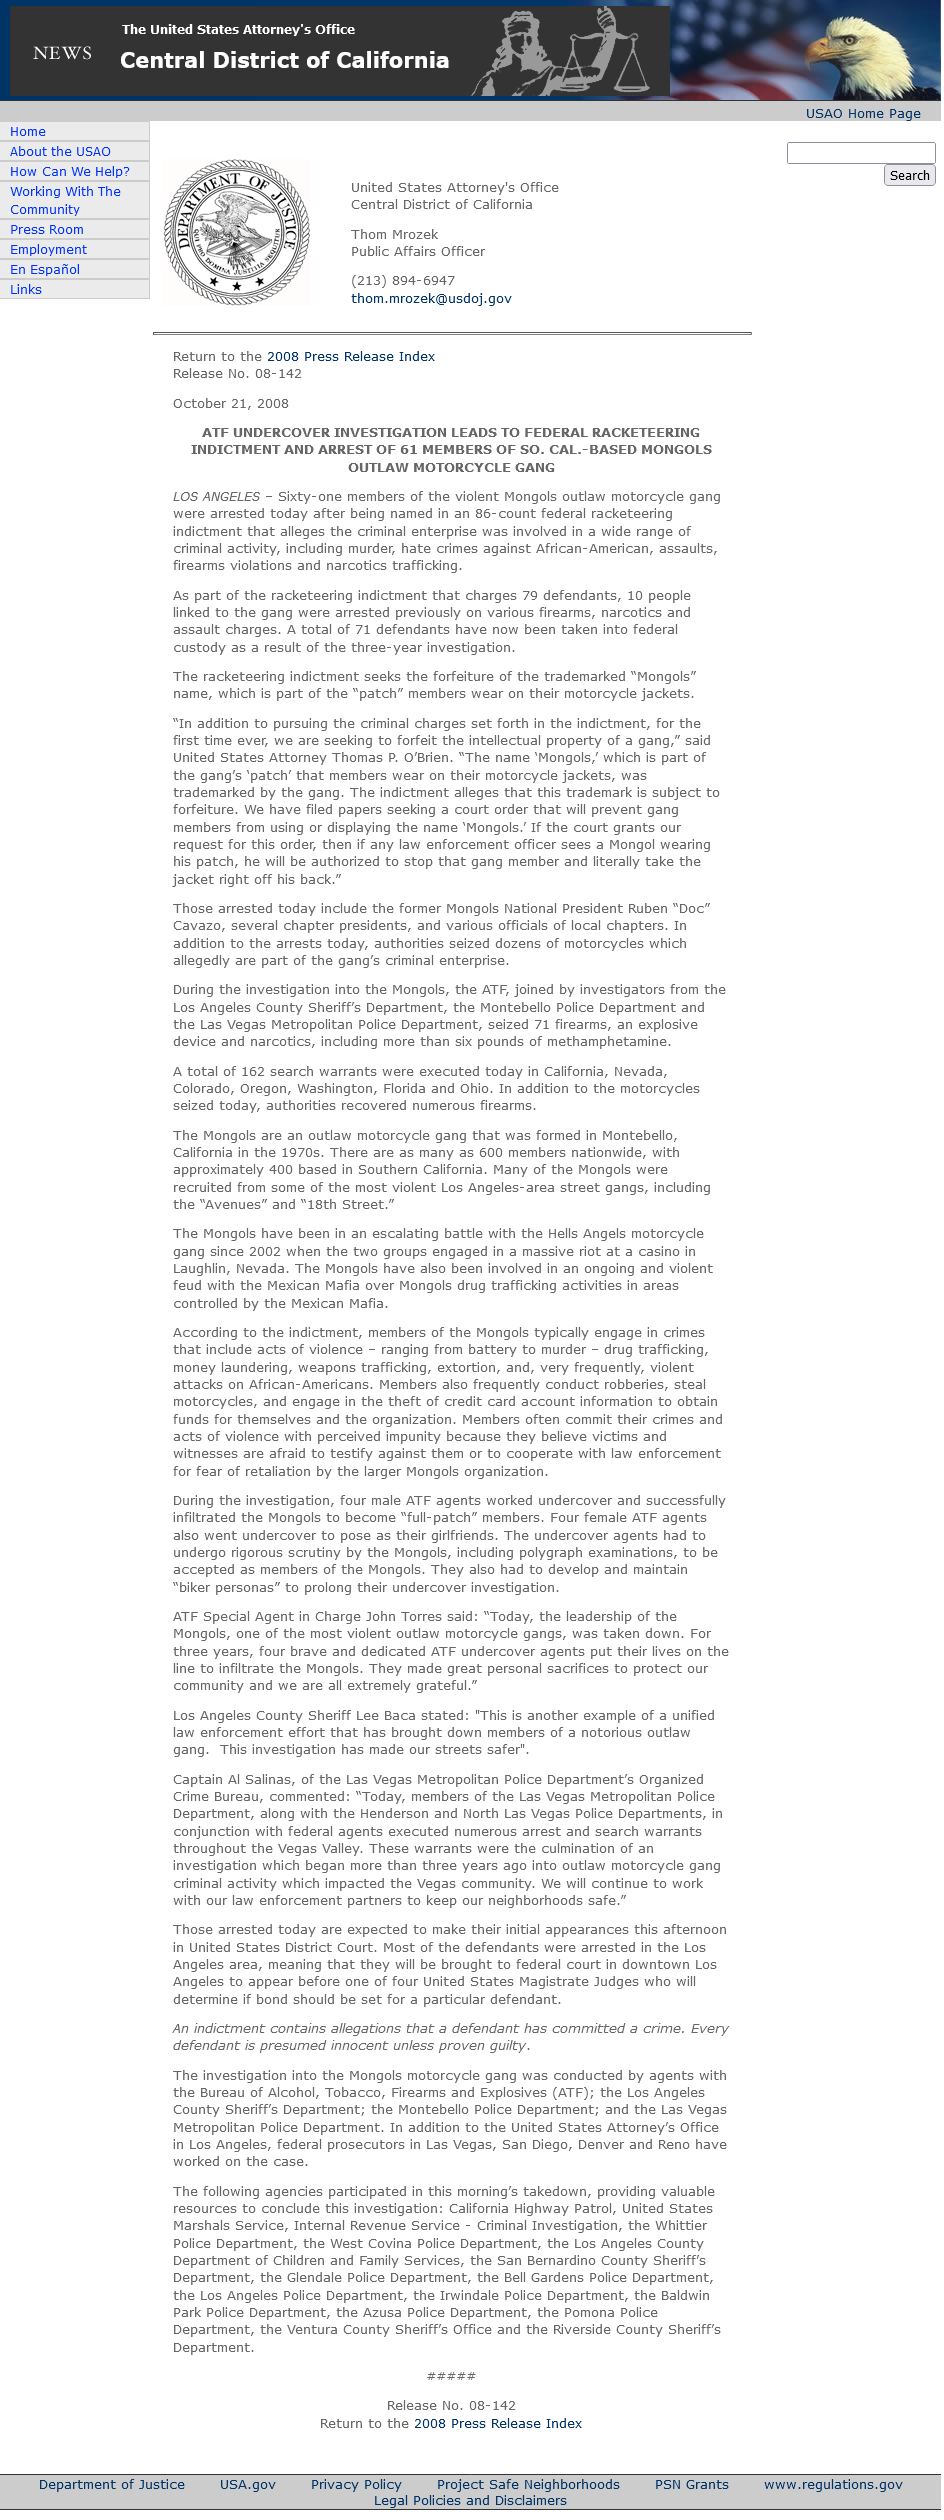 The United States Attorney's Office
NEWS
Central District of California
USAO Home Page
Home
About the USAO
How Can We Help?
Working With The
Community
Press Room
Employment
En Español
Links
Search
DEPARTMENT OF JUSTICE
QUI PRO DOMINA JUSTITIA SEQUITUR
United States Attorney's Office
Central District of California
Thom Mrozek
Public Affairs Officer
(213) 894-6947
thom.mrozek@usdoj.gov
Return to the 2008 Press Release Index
Release No. 08-142
October 21, 2008
ATF UNDERCOVER INVESTIGATION LEADS TO FEDERAL RACKETEERING
INDICTMENT AND ARREST OF 61 MEMBERS OF SO. CAL.-BASED MONGOLS
OUTLAW MOTORCYCLE GANG
LOS ANGELES – Sixty-one members of the violent Mongols outlaw motorcycle gang
were arrested today after being named in an 86-count federal racketeering
indictment that alleges the criminal enterprise was involved in a wide range of
criminal activity, including murder, hate crimes against African-American, assaults,
firearms violations and narcotics trafficking.
As part of the racketeering indictment that charges 79 defendants, 10 people
linked to the gang were arrested previously on various firearms, narcotics and
assault charges. A total of 71 defendants have now been taken into federal
custody as a result of the three-year investigation.
The racketeering indictment seeks the forfeiture of the trademarked “Mongols”
name, which is part of the “patch” members wear on their motorcycle jackets.
“In addition to pursuing the criminal charges set forth in the indictment, for the
first time ever, we are seeking to forfeit the intellectual property of a gang,” said
United States Attorney Thomas P. O’Brien. “The name ‘Mongols,’ which is part of
the gang’s ‘patch’ that members wear on their motorcycle jackets, was
trademarked by the gang. The indictment alleges that this trademark is subject to
forfeiture. We have filed papers seeking a court order that will prevent gang
members from using or displaying the name ‘Mongols.’ If the court grants our
request for this order, then if any law enforcement officer sees a Mongol wearing
his patch, he will be authorized to stop that gang member and literally take the
jacket right off his back.”
Those arrested today include the former Mongols National President Ruben “Doc”
Cavazo, several chapter presidents, and various officials of local chapters. In
addition to the arrests today, authorities seized dozens of motorcycles which
allegedly are part of the gang’s criminal enterprise.
During the investigation into the Mongols, the ATF, joined by investigators from the
Los Angeles County Sheriff’s Department, the Montebello Police Department and
the Las Vegas Metropolitan Police Department, seized 71 firearms, an explosive
device and narcotics, including more than six pounds of methamphetamine.
A total of 162 search warrants were executed today in California, Nevada,
Colorado, Oregon, Washington, Florida and Ohio. In addition to the motorcycles
seized today, authorities recovered numerous firearms.
The Mongols are an outlaw motorcycle gang that was formed in Montebello,
California in the 1970s. There are as many as 600 members nationwide, with
approximately 400 based in Southern California. Many of the Mongols were
recruited from some of the most violent Los Angeles-area street gangs, including
the “Avenues” and “18th Street.”
The Mongols have been in an escalating battle with the Hells Angels motorcycle
gang since 2002 when the two groups engaged in a massive riot at a casino in
Laughlin, Nevada. The Mongols have also been involved in an ongoing and violent
feud with the Mexican Mafia over Mongols drug trafficking activities in areas
controlled by the Mexican Mafia.
According to the indictment, members of the Mongols typically engage in crimes
that include acts of violence – ranging from battery to murder – drug trafficking,
money laundering, weapons trafficking, extortion, and, very frequently, violent
attacks on African-Americans. Members also frequently conduct robberies, steal
motorcycles, and engage in the theft of credit card account information to obtain
funds for themselves and the organization. Members often commit their crimes and
acts of violence with perceived impunity because they believe victims and
witnesses are afraid to testify against them or to cooperate with law enforcement
for fear of retaliation by the larger Mongols organization.
During the investigation, four male ATF agents worked undercover and successfully
infiltrated the Mongols to become “full-patch” members. Four female ATF agents
also went undercover to pose as their girlfriends. The undercover agents had to
undergo rigorous scrutiny by the Mongols, including polygraph examinations, to be
accepted as members of the Mongols. They also had to develop and maintain
“biker personas” to prolong their undercover investigation.
ATF Special Agent in Charge John Torres said: “Today, the leadership of the
Mongols, one of the most violent outlaw motorcycle gangs, was taken down. For
three years, four brave and dedicated ATF undercover agents put their lives on the
line to infiltrate the Mongols. They made great personal sacrifices to protect our
community and we are all extremely grateful.”
Los Angeles County Sheriff Lee Baca stated: "This is another example of a unified
law enforcement effort that has brought down members of a notorious outlaw
gang.  This investigation has made our streets safer".
Captain Al Salinas, of the Las Vegas Metropolitan Police Department’s Organized
Crime Bureau, commented: “Today, members of the Las Vegas Metropolitan Police
Department, along with the Henderson and North Las Vegas Police Departments, in
conjunction with federal agents executed numerous arrest and search warrants
throughout the Vegas Valley. These warrants were the culmination of an
investigation which began more than three years ago into outlaw motorcycle gang
criminal activity which impacted the Vegas community. We will continue to work
with our law enforcement partners to keep our neighborhoods safe.”
Those arrested today are expected to make their initial appearances this afternoon
in United States District Court. Most of the defendants were arrested in the Los
Angeles area, meaning that they will be brought to federal court in downtown Los
Angeles to appear before one of four United States Magistrate Judges who will
determine if bond should be set for a particular defendant.
An indictment contains allegations that a defendant has committed a crime. Every
defendant is presumed innocent unless proven guilty.
The investigation into the Mongols motorcycle gang was conducted by agents with
the Bureau of Alcohol, Tobacco, Firearms and Explosives (ATF); the Los Angeles
County Sheriff’s Department; the Montebello Police Department; and the Las Vegas
Metropolitan Police Department. In addition to the United States Attorney’s Office
in Los Angeles, federal prosecutors in Las Vegas, San Diego, Denver and Reno have
worked on the case.
The following agencies participated in this morning’s takedown, providing valuable
resources to conclude this investigation: California Highway Patrol, United States
Marshals Service, Internal Revenue Service - Criminal Investigation, the Whittier
Police Department, the West Covina Police Department, the Los Angeles County
Department of Children and Family Services, the San Bernardino County Sheriff’s
Department, the Glendale Police Department, the Bell Gardens Police Department,
the Los Angeles Police Department, the Irwindale Police Department, the Baldwin
Park Police Department, the Azusa Police Department, the Pomona Police
Department, the Ventura County Sheriff’s Office and the Riverside County Sheriff’s
Department.
#####
Release No. 08-142
Return to the 2008 Press Release Index
Department of Justice USA.gov Privacy Policy Project Safe Neighborhoods PSN Grants www.regulations.gov
Legal Policies and Disclaimers